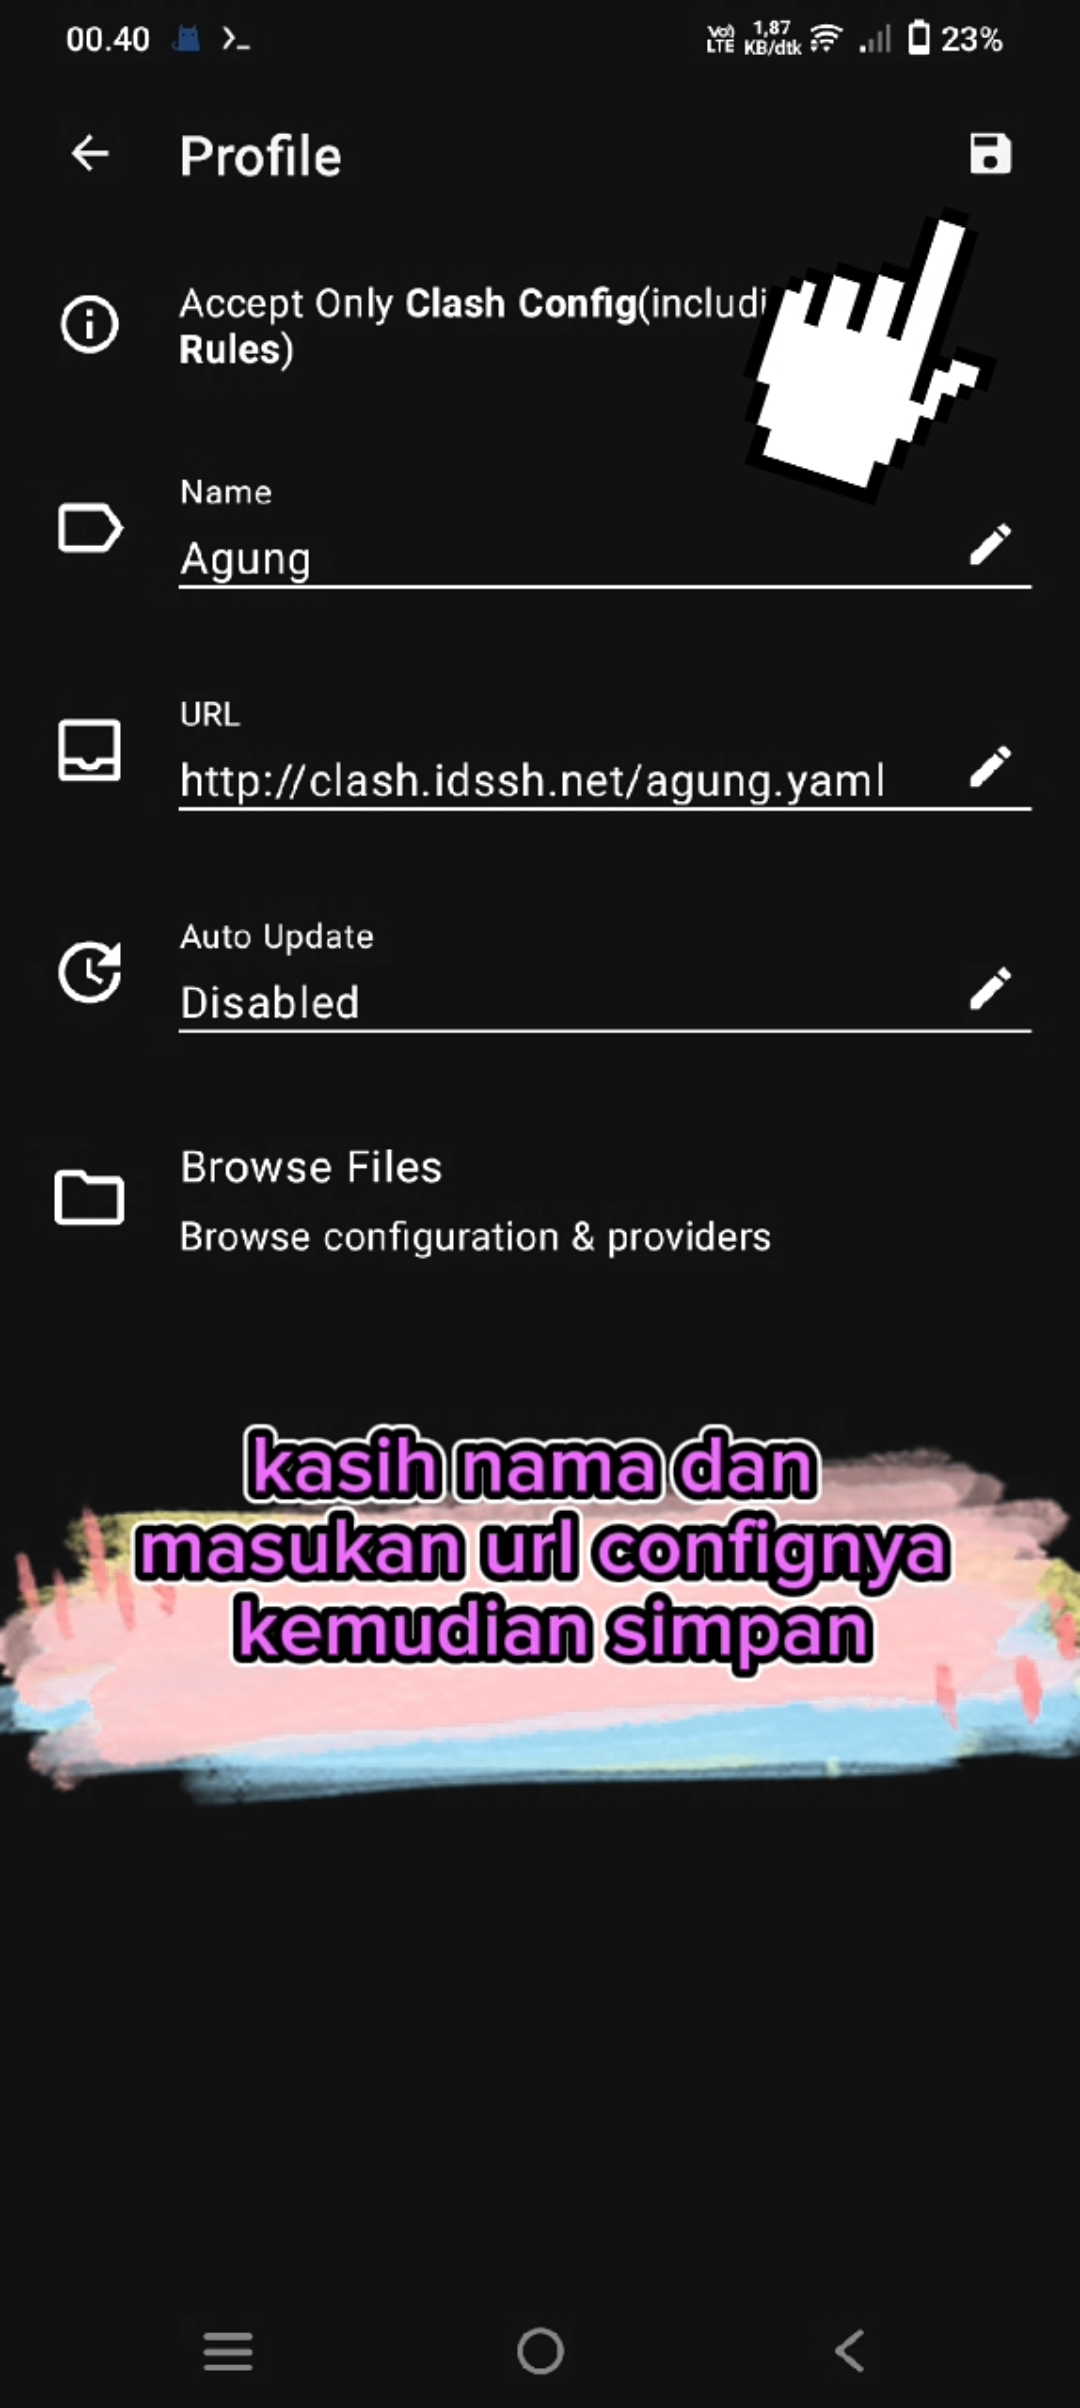 00.40
Vo) LTE 1,87 KB/dtk 23%
Profile
Accept Only Clash Config(includi
Rules)
Name
Agung
URL
http://clash.idssh.net/agung.yaml
Auto Update
Disabled
Browse Files
Browse configuration & providers
kasih nama dan
masukan url confignya
kemudian simpan